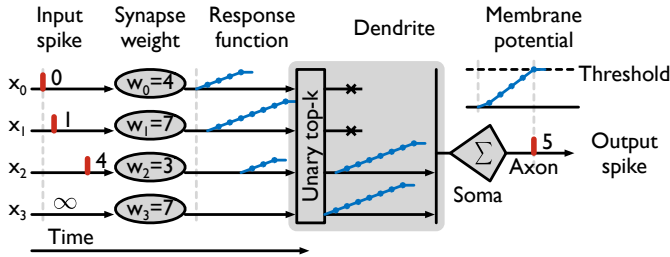 Input spike
Synapse weight
Response function
Dendrite
Membrane potential
x0 0 w0=4
x1 1 w1=7
x2 4 w2=3
x3 ∞ w3=7
Unary top-k
Threshold
Σ
Soma
Axon
5
Output spike
Time